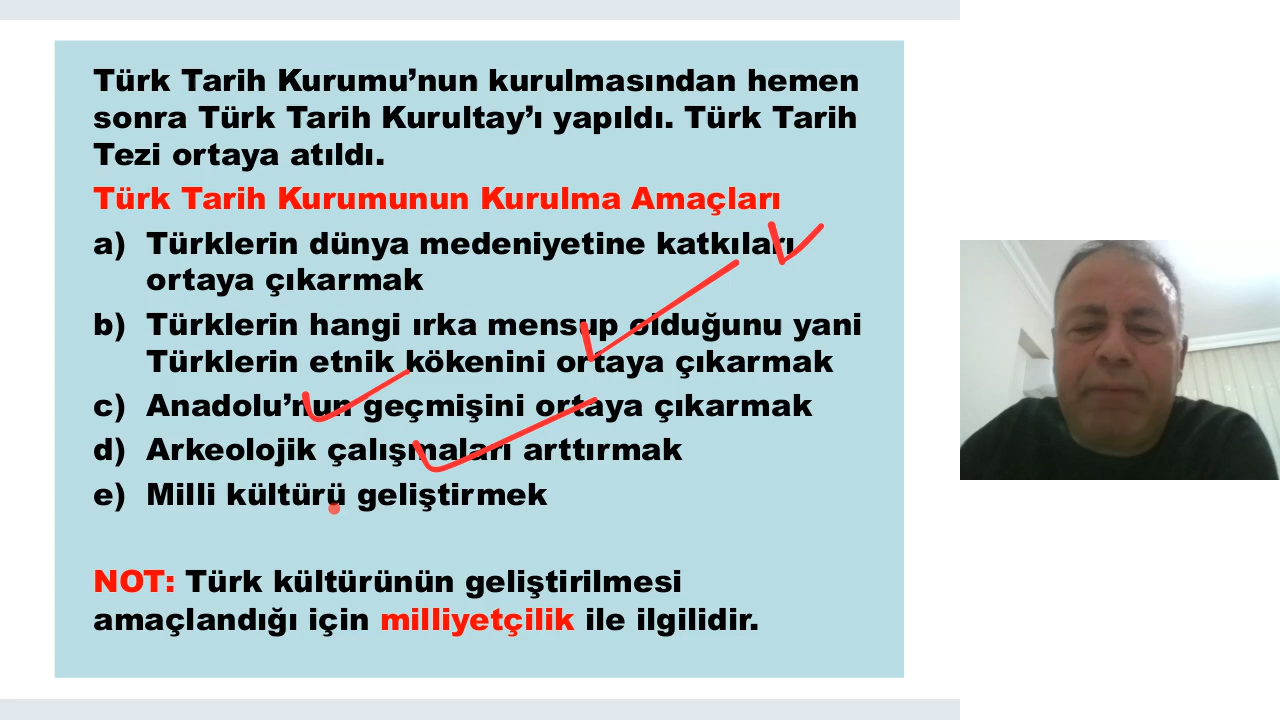 Türk Tarih Kurumu’nun kurulmasından hemen
sonra Türk Tarih Kurultay’ı yapıldı. Türk Tarih
Tezi ortaya atıldı.
Türk Tarih Kurumunun Kurulma Amaçları
a) Türklerin dünya medeniyetine katkıları
ortaya çıkarmak
b) Türklerin hangi ırka mensup olduğunu yani
Türklerin etnik kökenini ortaya çıkarmak
c) Anadolu’nun geçmişini ortaya çıkarmak
d) Arkeolojik çalışmaları arttırmak
e) Milli kültürü geliştirmek
NOT: Türk kültürünün geliştirilmesi
amaçlandığı için milliyetçilik ile ilgilidir.